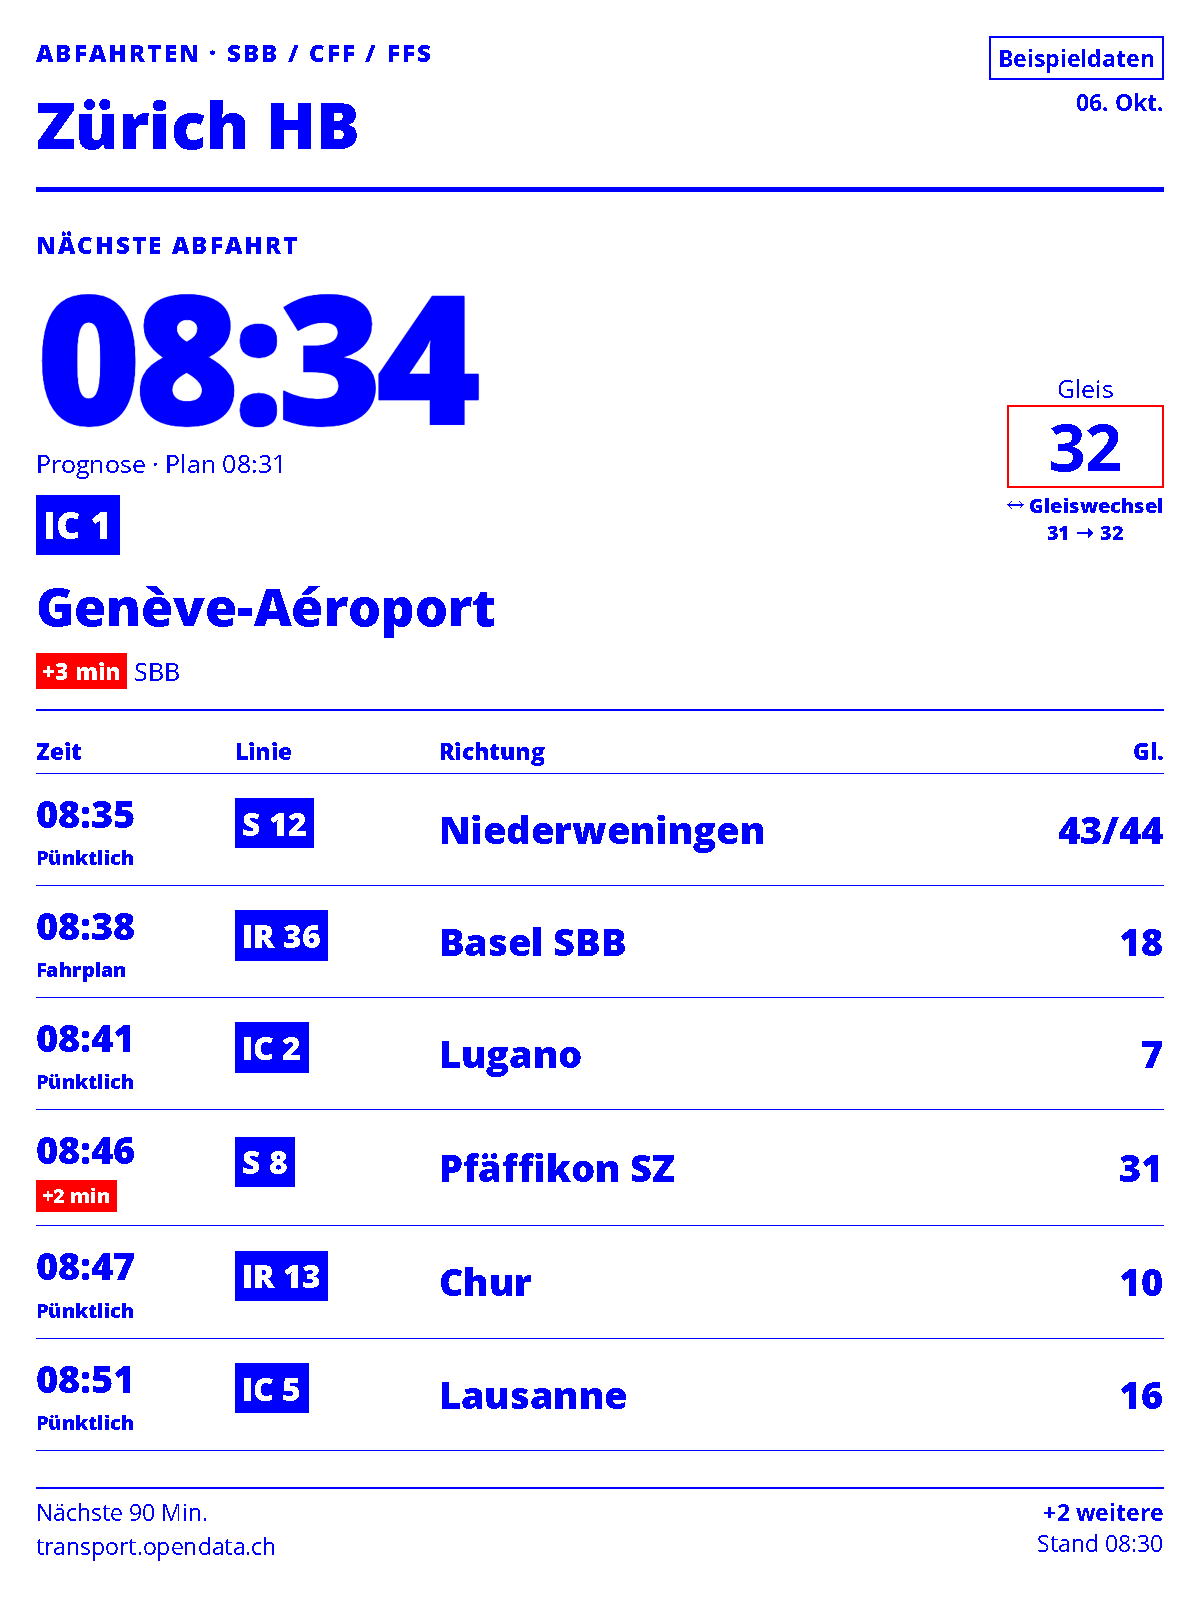 ABFAHRTEN · SBB / CFF / FFS
Beispieldaten
Zürich HB
06. Okt.
NÄCHSTE ABFAHRT
08:34
Prognose · Plan 08:31
Gleis
32
↔ Gleiswechsel
31 → 32
IC 1
Genève-Aéroport
+3 min SBB
Zeit Linie Richtung Gl.
08:35 S 12 Niederweningen 43/44
Pünktlich
08:38 IR 36 Basel SBB 18
Fahrplan
08:41 IC 2 Lugano 7
Pünktlich
08:46 S 8 Pfäffikon SZ 31
+2 min
08:47 IR 13 Chur 10
Pünktlich
08:51 IC 5 Lausanne 16
Pünktlich
Nächste 90 Min. +2 weitere
transport.opendata.ch Stand 08:30